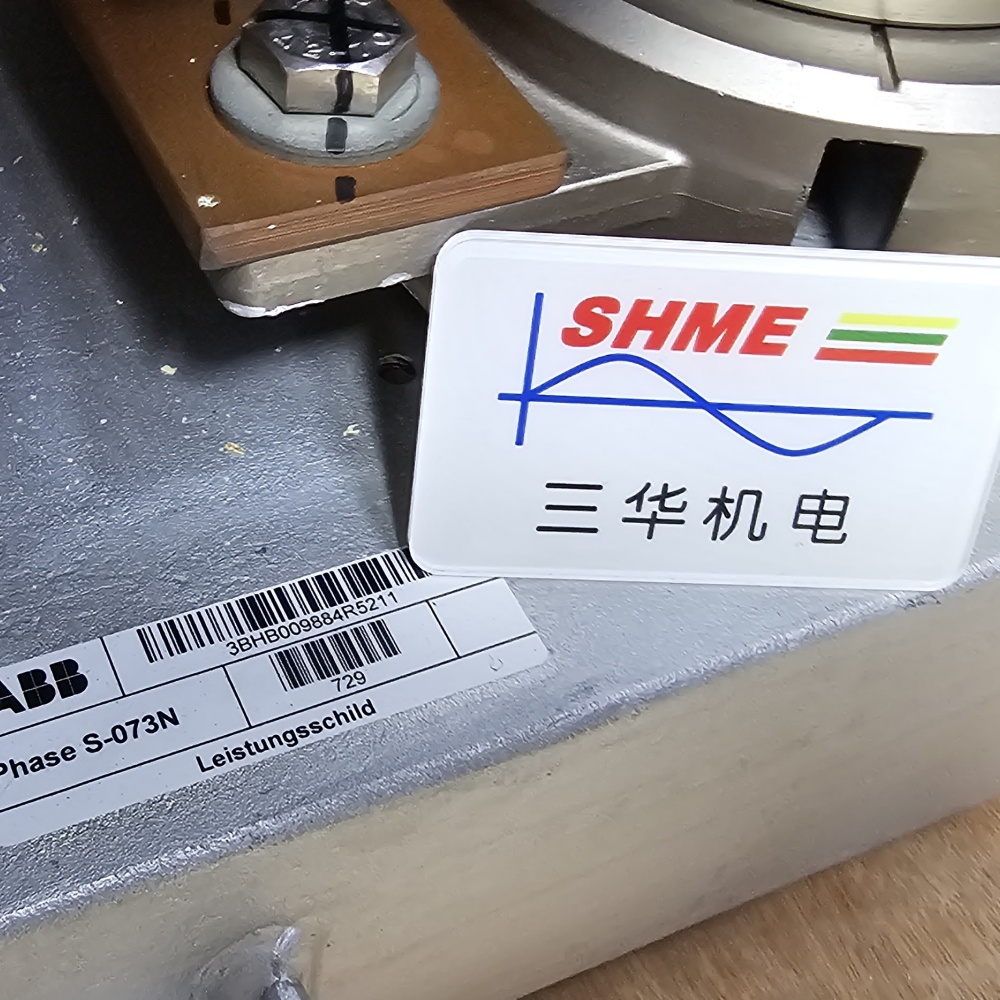 SHME
三华机电
ABB
3BHB009884R5211
Phase S-073N
729
Leistungsschild